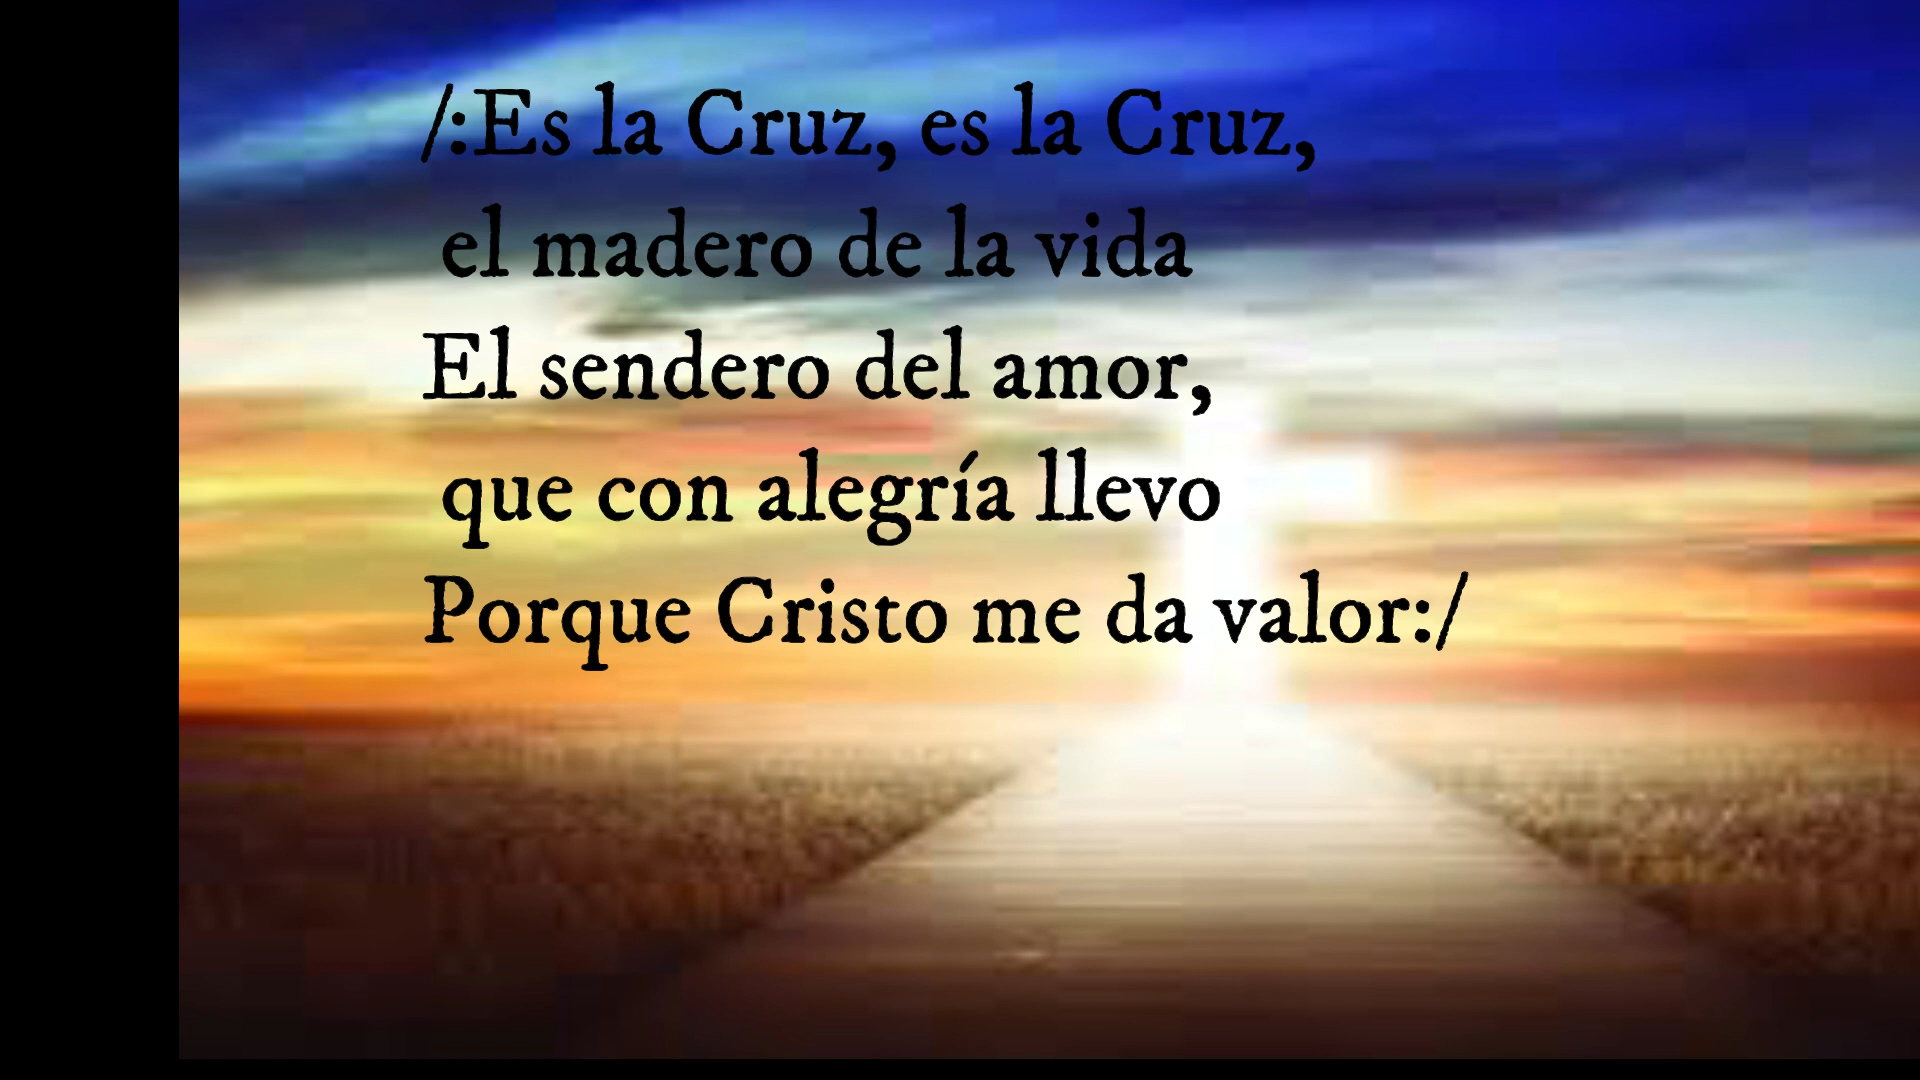 /:Es la Cruz, es la Cruz,
el madero de la vida
El sendero del amor,
que con alegría llevo
Porque Cristo me da valor:/